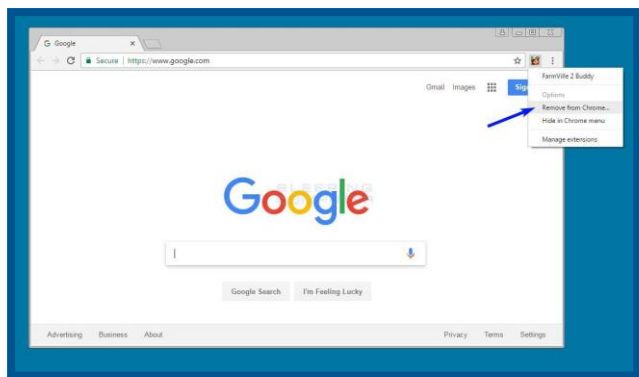 G Google
Secure | https://www.google.com
FarmVille 2 Buddy
Options
Remove from Chrome...
Hide in Chrome menu
Manage extensions
Gmail Images
Google
Google Search I'm Feeling Lucky
Advertising Business About Privacy Terms Settings